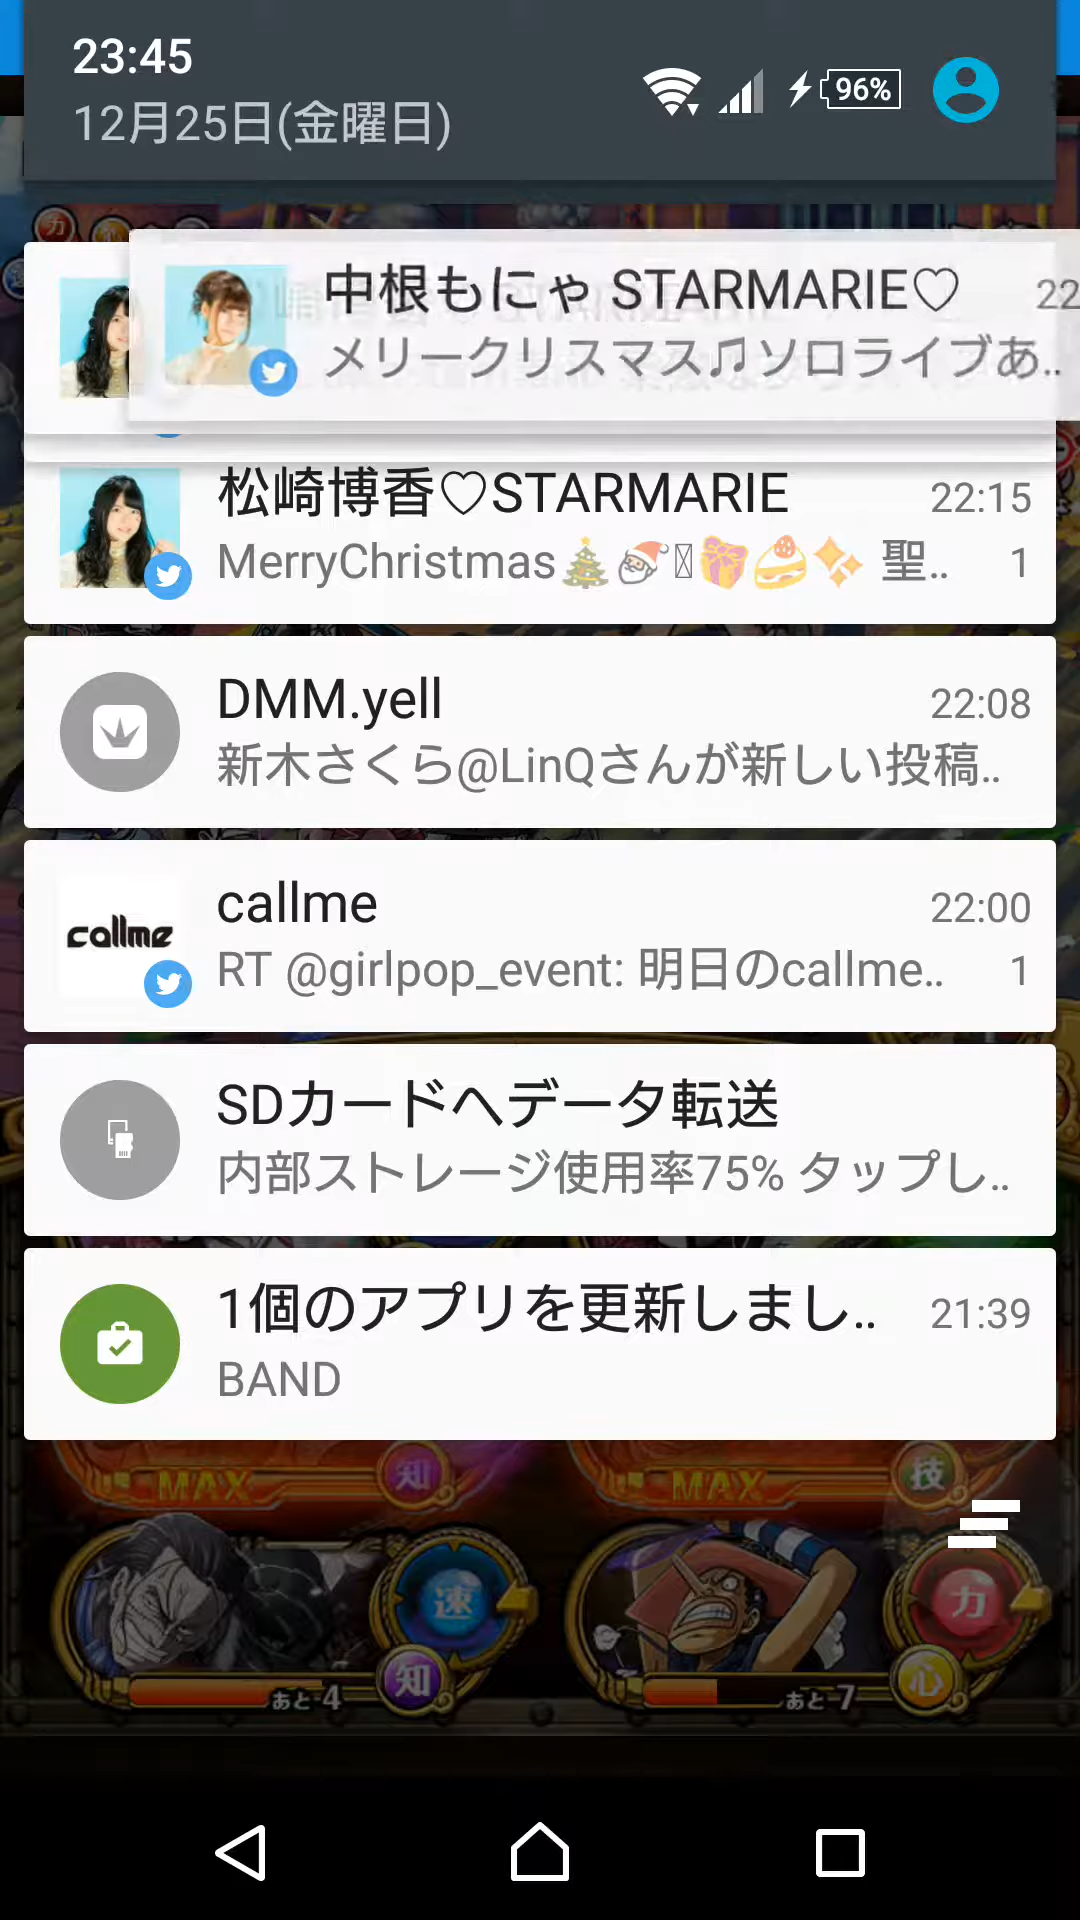 23:45
12月25日(金曜日)
96%
中根もにゃ STARMARIE♡
22
メリークリスマス♫ソロライブあ..
松崎博香♡STARMARIE 22:15
MerryChristmas🎄🎅🎁🍰✨ 聖.. 1
DMM.yell 22:08
新木さくら@LinQさんが新しい投稿..
callme
callme 22:00
RT @girlpop_event: 明日のcallme.. 1
SDカードへデータ転送
内部ストレージ使用率75% タップし..
1個のアプリを更新しまし.. 21:39
BAND
MAX 知 MAX 技
速 力
知 心
あと4 あと7